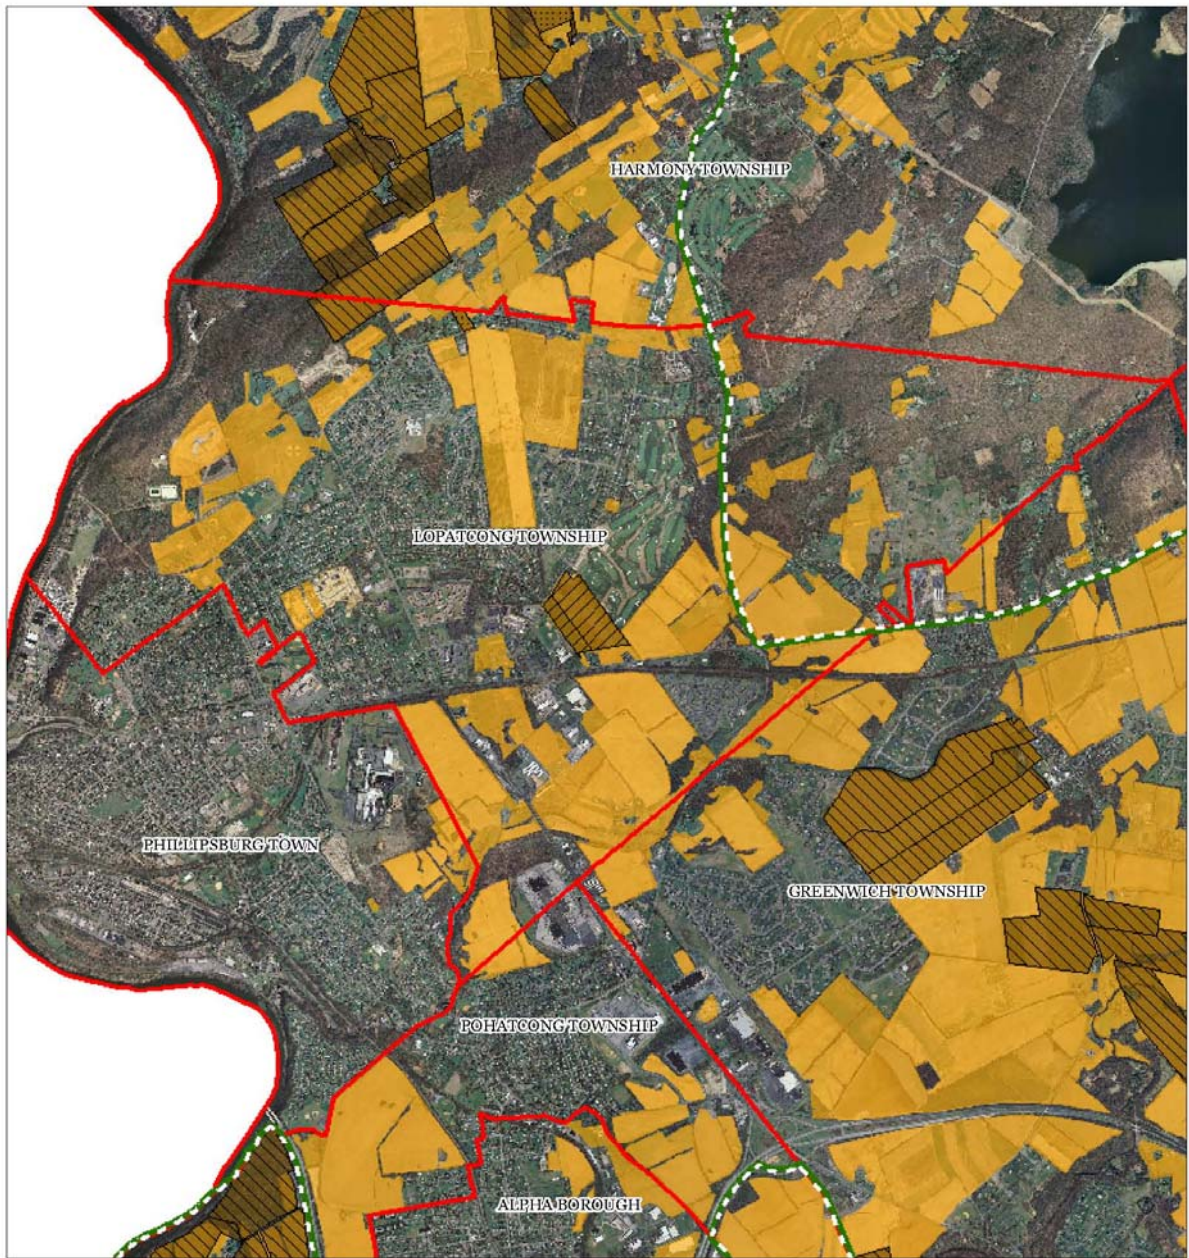 HARMONY TOWNSHIP
LOPATCONG TOWNSHIP
PHILLIPSBURG TOWN
GREENWICH TOWNSHIP
POHATCONG TOWNSHIP
ALPHA BOROUGH